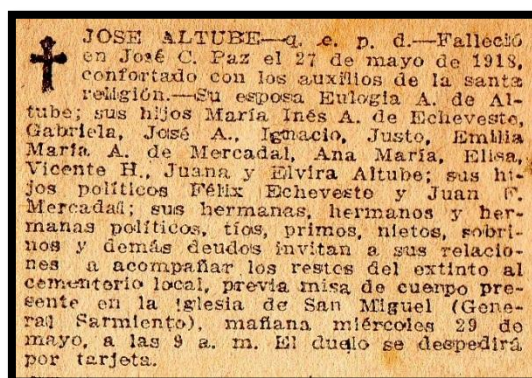 JOSE ALTUBE—q. e. p. d.—Falleció
en José C. Paz el 27 de mayo de 1918,
confortado con los auxilios de la santa
religión.—Su esposa Eulogia A. de Al-
tube; sus hijos María Inés A. de Echeveste,
Gabriela, José A., Ignacio, Justo, Emilia
María A. de Mercadal, Ana María, Elisa,
Vicente H., Juana y Elvira Altube; sus hi-
jos políticos Félix Echeveste y Juan F.
Mercadal; sus hermanas, hermanos y her-
manas políticos, tíos, primos, nietos, sobri-
nos y demás deudos invitan a sus relacio-
nes a acompañar los restos del extinto al
cementerio local, previa misa de cuerpo pre-
sente en la iglesia de San Miguel (Gene-
ral Sarmiento), mañana miércoles 29 de
mayo, a las 9 a. m. El duelo se despedirá
por tarjeta.